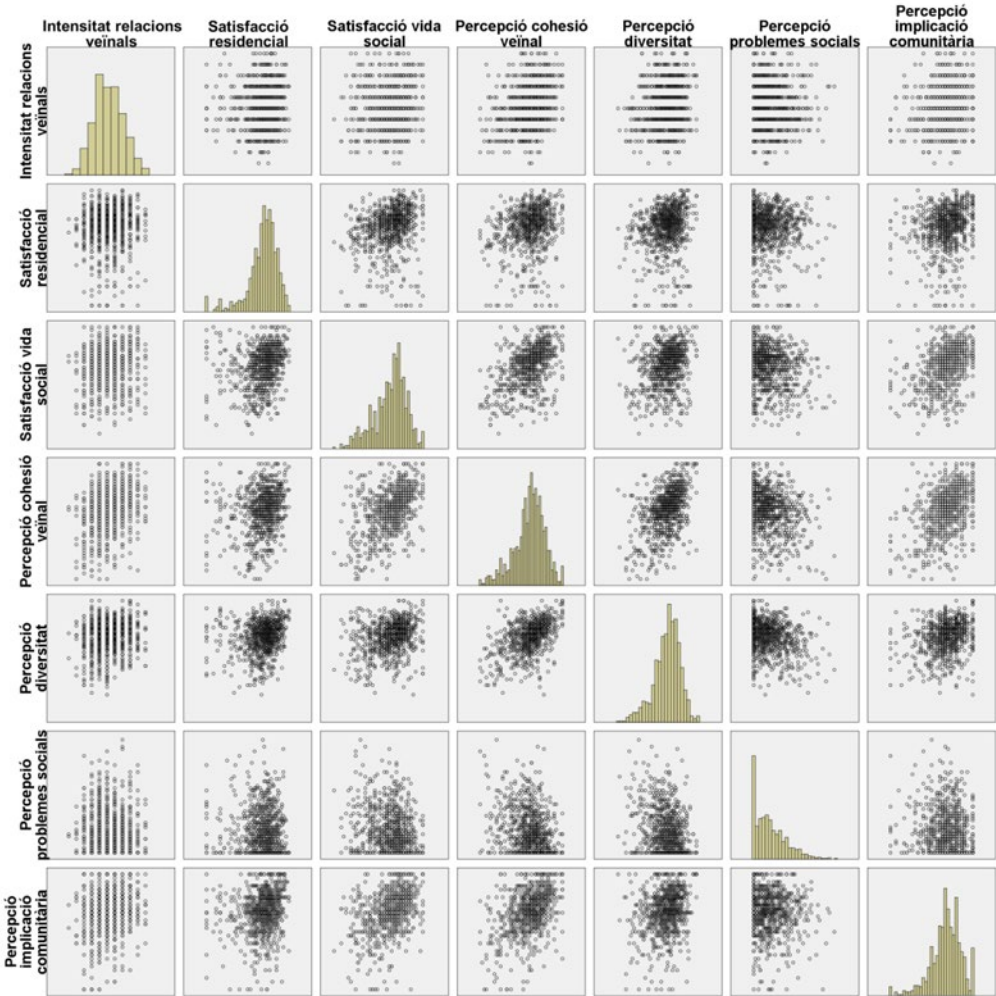 Intensitat relacions
veïnals
Satisfacció
residencial
Satisfacció vida
social
Percepció cohesió
veïnal
Percepció
diversitat
Percepció
problemes socials
Percepció
implicació
comunitària
Intensitat relacions
veïnals
Satisfacció
residencial
Satisfacció vida
social
Percepció cohesió
veïnal
Percepció
diversitat
Percepció
problemes socials
Percepció
implicació
comunitària